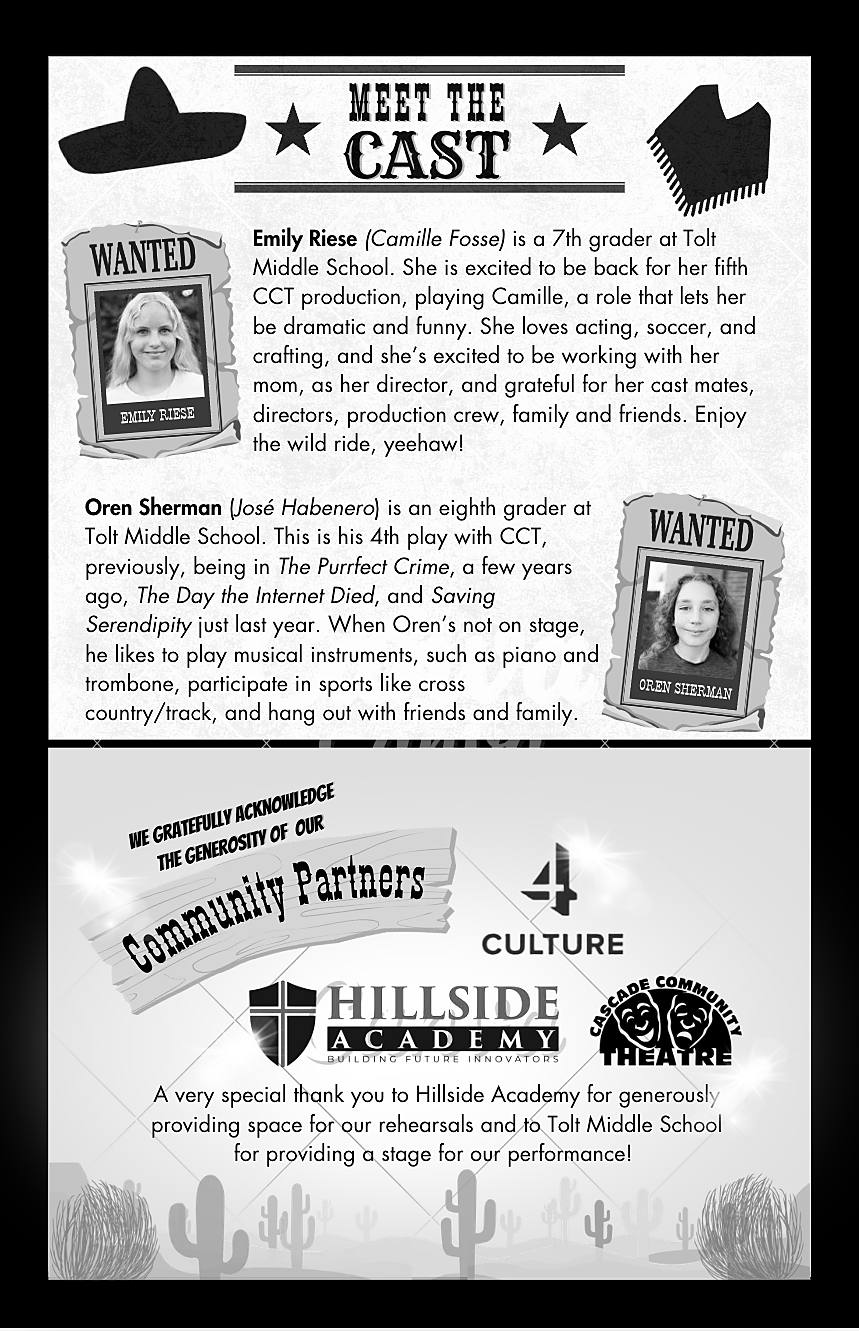 MEET THE
CAST
WANTED
EMILY RIESE
Emily Riese (Camille Fosse) is a 7th grader at Tolt
Middle School. She is excited to be back for her fifth
CCT production, playing Camille, a role that lets her
be dramatic and funny. She loves acting, soccer, and
crafting, and she's excited to be working with her
mom, as her director, and grateful for her cast mates,
directors, production crew, family and friends. Enjoy
the wild ride, yeehaw!
Oren Sherman (José Habenero) is an eighth grader at
Tolt Middle School. This is his 4th play with CCT,
previously, being in The Purrfect Crime, a few years
ago, The Day the Internet Died, and Saving
Serendipity just last year. When Oren's not on stage,
he likes to play musical instruments, such as piano and
trombone, participate in sports like cross
country/track, and hang out with friends and family.
WANTED
OREN SHERMAN
WE GRATEFULLY ACKNOWLEDGE
THE GENEROSITY OF OUR
Community Partners
4
CULTURE
HILLSIDE
ACADEMY
BUILDING FUTURE INNOVATORS
CASCADE COMMUNITY
THEATRE
A very special thank you to Hillside Academy for generously
providing space for our rehearsals and to Tolt Middle School
for providing a stage for our performance!